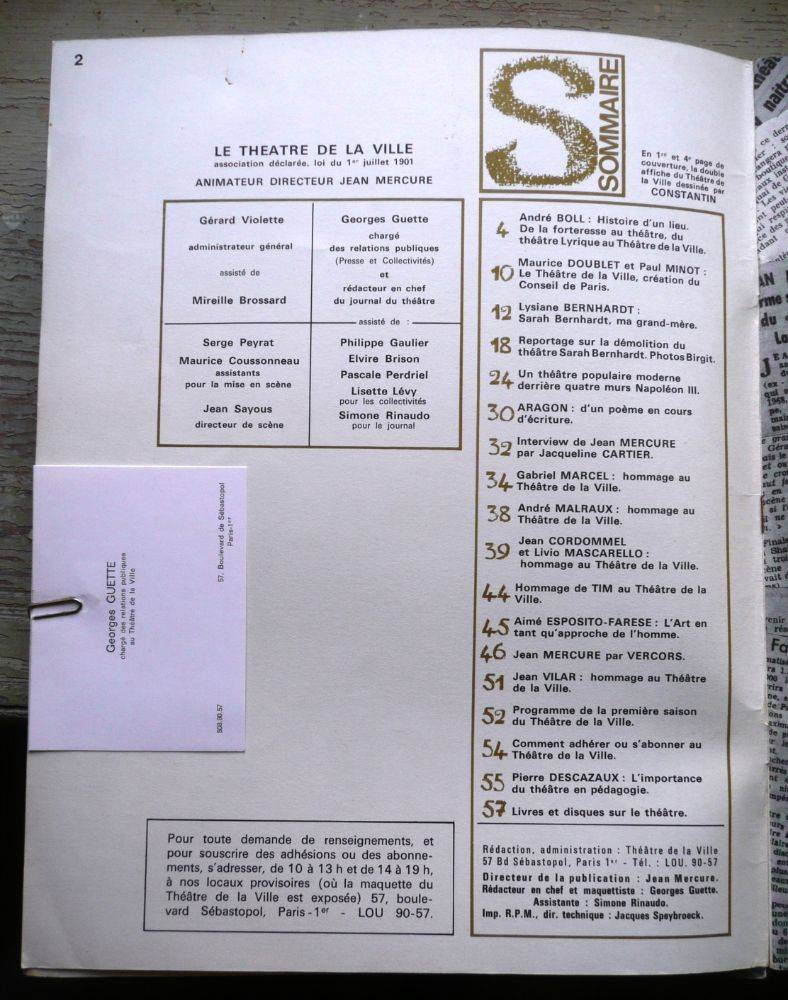 2
LE THEATRE DE LA VILLE
association déclarée, loi du 1er juillet 1901
ANIMATEUR DIRECTEUR JEAN MERCURE
Gérard Violette
administrateur général
assisté de
Mireille Brossard
Georges Guette
chargé
des relations publiques
(Presse et Collectivités)
et
rédacteur en chef
du journal du théâtre
assisté de :
Serge Peyrat
Maurice Coussonneau
assistants
pour la mise en scène
Jean Sayous
directeur de scène
Philippe Gaulier
Elvire Brison
Pascale Perdriel
Lisette Lévy
pour les collectivités
Simone Rinaudo
pour le journal
Georges GUETTE
chargé des relations publiques
au Théâtre de la Ville
57, Boulevard de Sébastopol
Paris-1er
508.90.57
Pour toute demande de renseignements, et
pour souscrire des adhésions ou des abonne-
ments, s'adresser, de 10 à 13 h et de 14 à 19 h,
à nos locaux provisoires (où la maquette du
Théâtre de la Ville est exposée) 57, boule-
vard Sébastopol, Paris-1er - LOU 90-57.
S
SOMMAIRE
En 1re et 4e page de
couverture, la double
affiche du Théâtre de
la Ville dessinée par
CONSTANTIN
4 André BOLL : Histoire d'un lieu.
De la forteresse au théâtre, du
théâtre Lyrique au Théâtre de la Ville.
10 Maurice DOUBLET et Paul MINOT :
Le Théâtre de la Ville, création du
Conseil de Paris.
12 Lysiane BERNHARDT :
Sarah Bernhardt, ma grand-mère.
18 Reportage sur la démolition du
théâtre Sarah Bernhardt. Photos Birgit.
24 Un théâtre populaire moderne
derrière quatre murs Napoléon III.
30 ARAGON : d'un poème en cours
d'écriture.
32 Interview de Jean MERCURE
par Jacqueline CARTIER.
34 Gabriel MARCEL : hommage au
Théâtre de la Ville.
38 André MALRAUX : hommage au
Théâtre de la Ville.
39 Jean CORDOMMEL
et Livio MASCARELLO :
hommage au Théâtre de la Ville.
44 Hommage de TIM au Théâtre de la
Ville.
45 Aimé ESPOSITO-FARESE : L'Art en
tant qu'approche de l'homme.
46 Jean MERCURE par VERCORS.
51 Jean VILAR : hommage au Théâtre
de la Ville.
52 Programme de la première saison
du Théâtre de la Ville.
54 Comment adhérer ou s'abonner au
Théâtre de la Ville.
55 Pierre DESCAZAUX : L'importance
du théâtre en pédagogie.
57 Livres et disques sur le théâtre.
Rédaction, administration : Théâtre de la Ville
57 Bd Sébastopol, Paris 1er - Tél. : LOU. 90-57
Directeur de la publication : Jean Mercure.
Rédacteur en chef et maquettiste : Georges Guette.
Assistante : Simone Rinaudo.
Imp. R.P.M., dir. technique : Jacques Speybroeck.